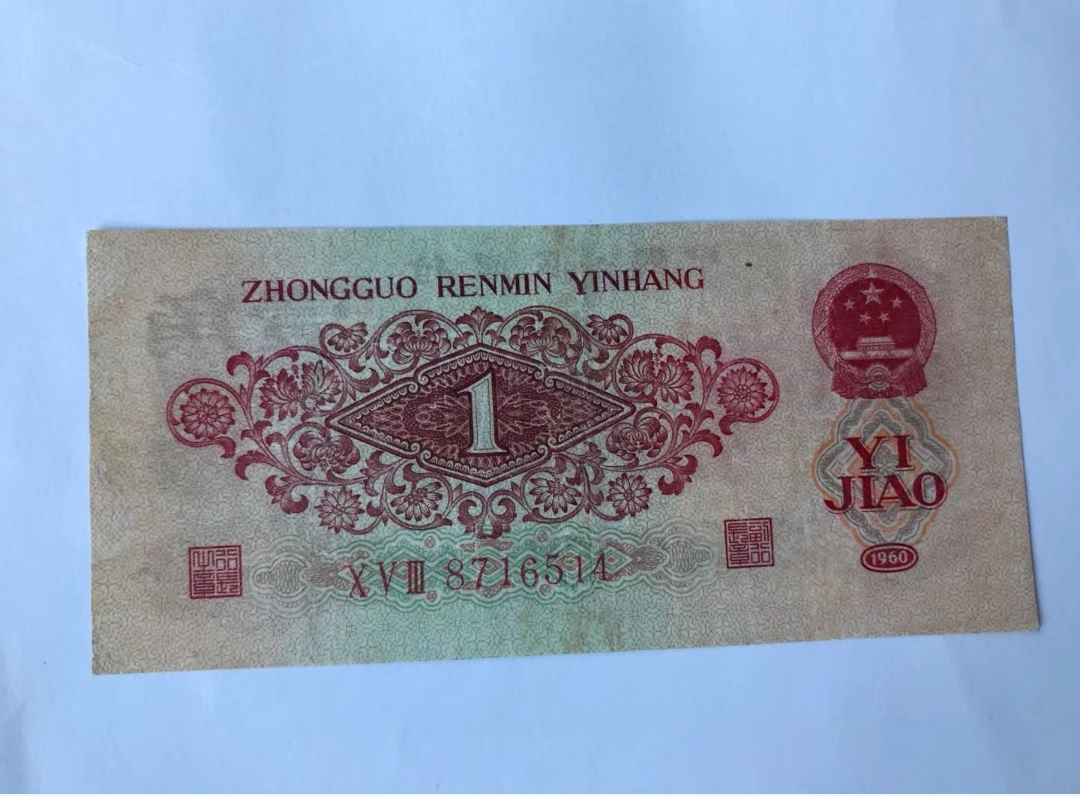 ZHONGGUO RENMIN YINHANG
1
YI
JIAO
1960
XVIII 8716514